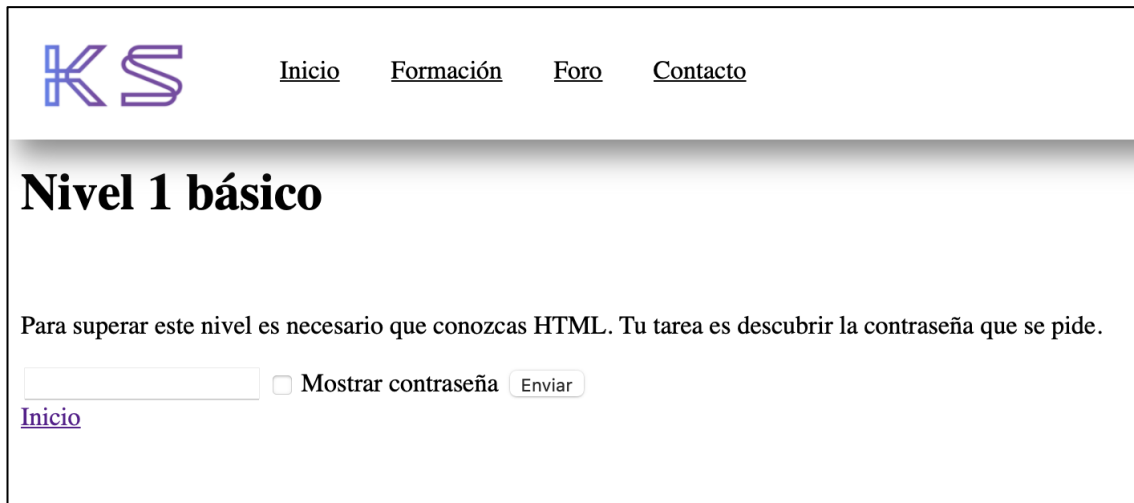 KS Inicio Formación Foro Contacto
Nivel 1 básico
Para superar este nivel es necesario que conozcas HTML. Tu tarea es descubrir la contraseña que se pide.
Mostrar contraseña Enviar
Inicio